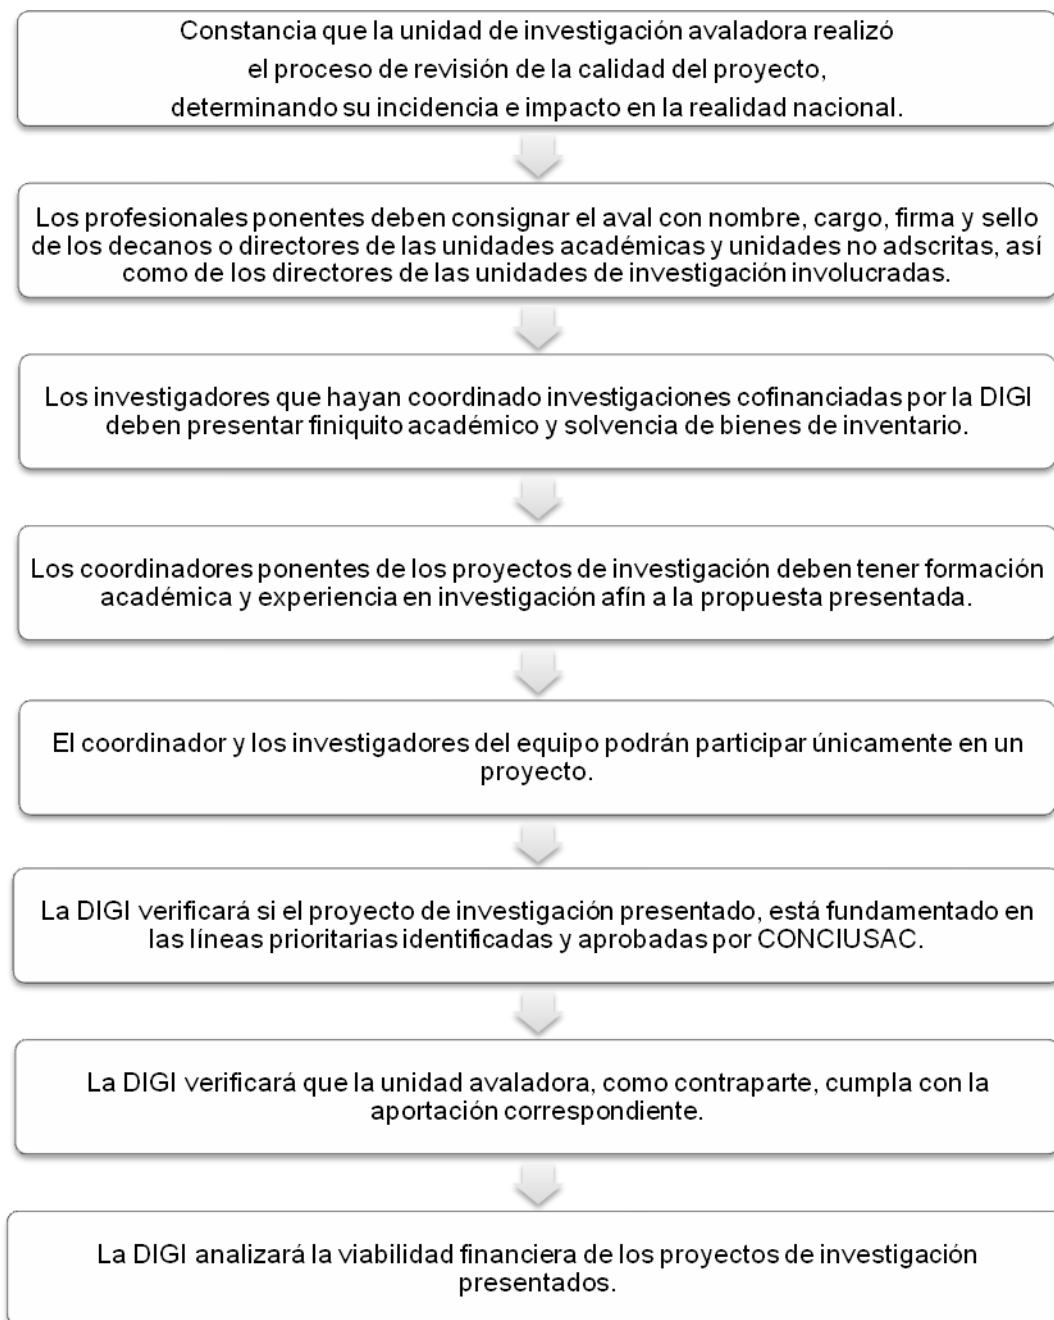 Constancia que la unidad de investigación avaladora realizó
el proceso de revisión de la calidad del proyecto,
determinando su incidencia e impacto en la realidad nacional.
Los profesionales ponentes deben consignar el aval con nombre, cargo, firma y sello
de los decanos o directores de las unidades académicas y unidades no adscritas, así
como de los directores de las unidades de investigación involucradas.
Los investigadores que hayan coordinado investigaciones cofinanciadas por la DIGI
deben presentar finiquito académico y solvencia de bienes de inventario.
Los coordinadores ponentes de los proyectos de investigación deben tener formación
académica y experiencia en investigación afín a la propuesta presentada.
El coordinador y los investigadores del equipo podrán participar únicamente en un
proyecto.
La DIGI verificará si el proyecto de investigación presentado, está fundamentado en
las líneas prioritarias identificadas y aprobadas por CONCIUSAC.
La DIGI verificará que la unidad avaladora, como contraparte, cumpla con la
aportación correspondiente.
La DIGI analizará la viabilidad financiera de los proyectos de investigación
presentados.